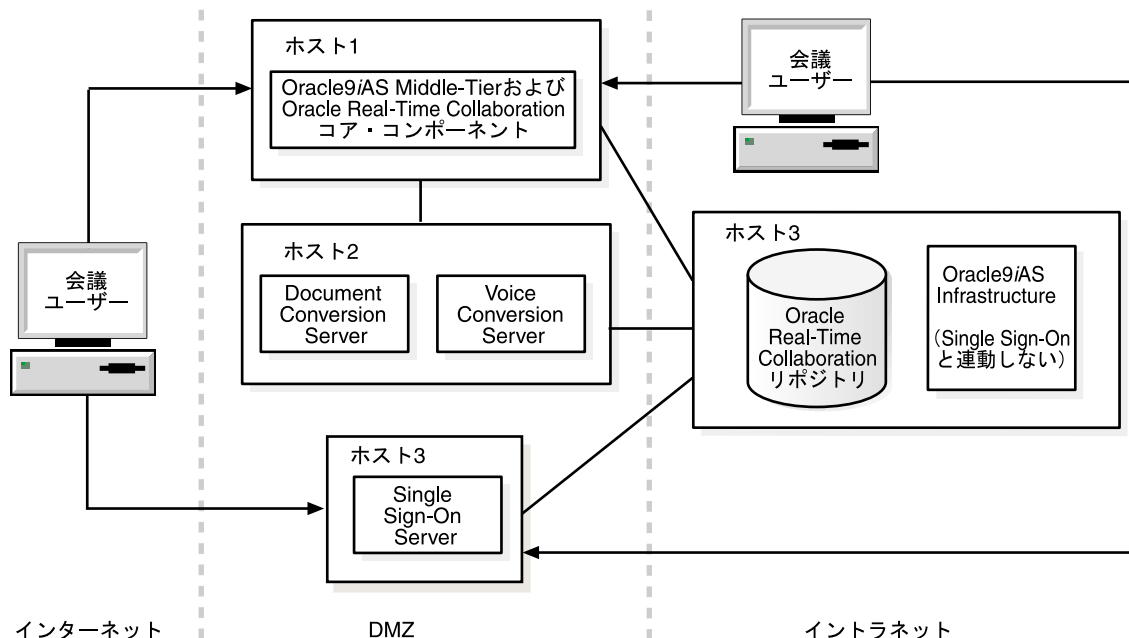 ホスト1
Oracle9iAS Middle-Tierおよび
Oracle Real-Time Collaboration
コア・コンポーネント
会議
ユーザー
会議
ユーザー
ホスト2
Document
Conversion
Server
Voice
Conversion
Server
ホスト3
Oracle
Real-Time
Collaboration
リポジトリ
Oracle9iAS
Infrastructure
(Single Sign-On
と連動しない)
ホスト3
Single
Sign-On
Server
インターネット
DMZ
イントラネット